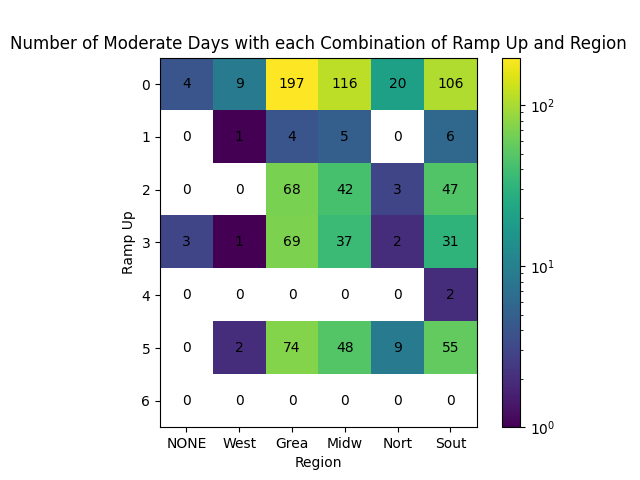 Number of Moderate Days with each Combination of Ramp Up and Region
0 4 9 197 116 20 106
1 0 1 4 5 0 6
2 0 0 68 42 3 47
3 3 1 69 37 2 31
4 0 0 0 0 0 2
5 0 2 74 48 9 55
6 0 0 0 0 0 0
NONE West Grea Midw Nort Sout
Region
Ramp Up
10²
10¹
10⁰